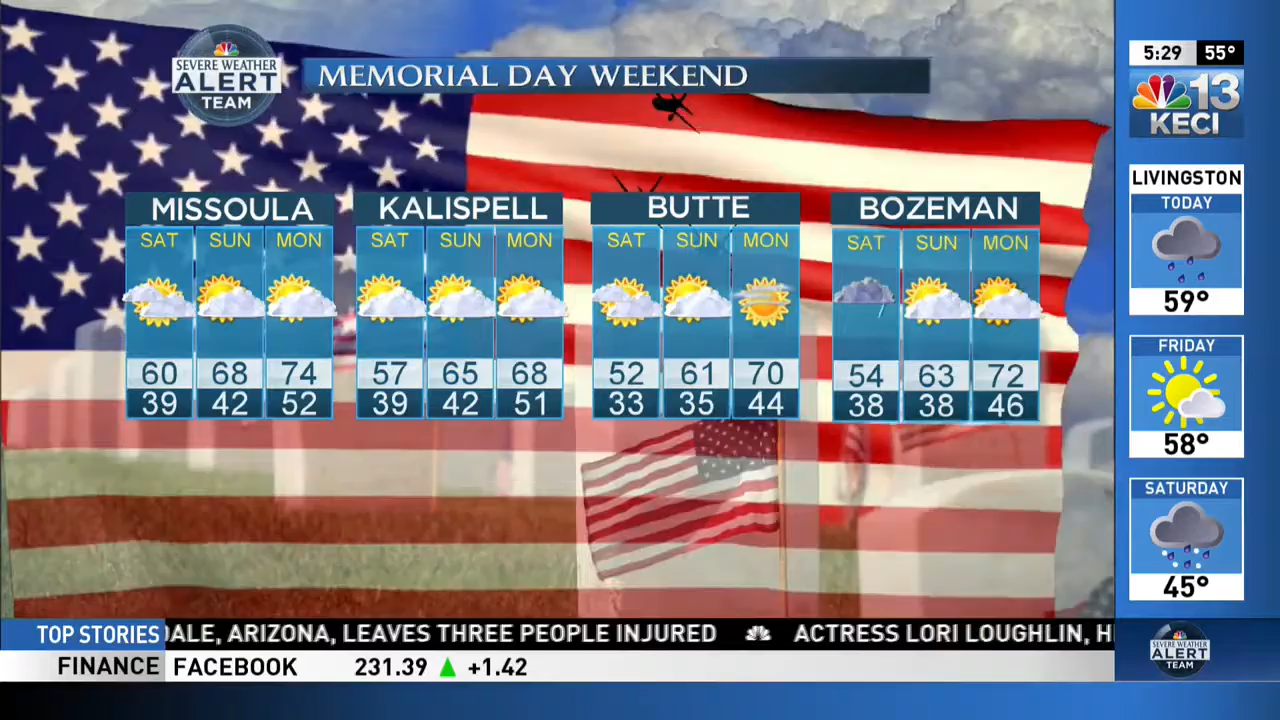 SEVERE WEATHER
ALERT
TEAM
MEMORIAL DAY WEEKEND
5:29 55°
13
KECI
MISSOULA
SAT SUN MON
60 68 74
39 42 52
KALISPELL
SAT SUN MON
57 65 68
39 42 51
BUTTE
SAT SUN MON
52 61 70
33 35 44
BOZEMAN
SAT SUN MON
54 63 72
38 38 46
LIVINGSTON
TODAY
59°
FRIDAY
58°
SATURDAY
45°
TOP STORIES DALE, ARIZONA, LEAVES THREE PEOPLE INJURED ACTRESS LORI LOUGHLIN, H
FINANCE FACEBOOK 231.39 +1.42
SEVERE WEATHER
ALERT
TEAM